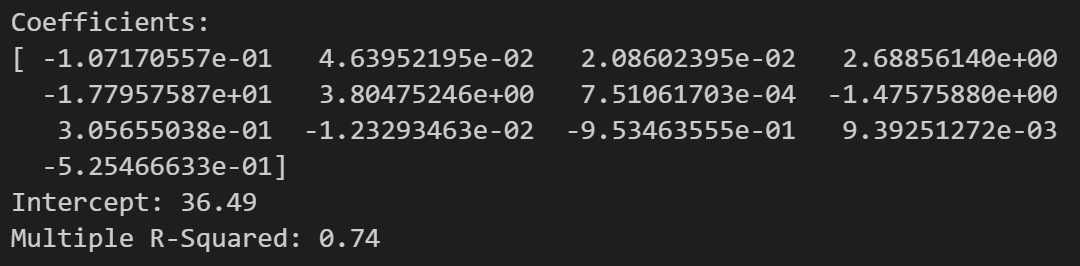 Coefficients:
[ -1.07170557e-01   4.63952195e-02   2.08602395e-02   2.68856140e+00
  -1.77957587e+01   3.80475246e+00   7.51061703e-04  -1.47575880e+00
   3.05655038e-01  -1.23293463e-02  -9.53463555e-01   9.39251272e-03
  -5.25466633e-01]
Intercept: 36.49
Multiple R-Squared: 0.74